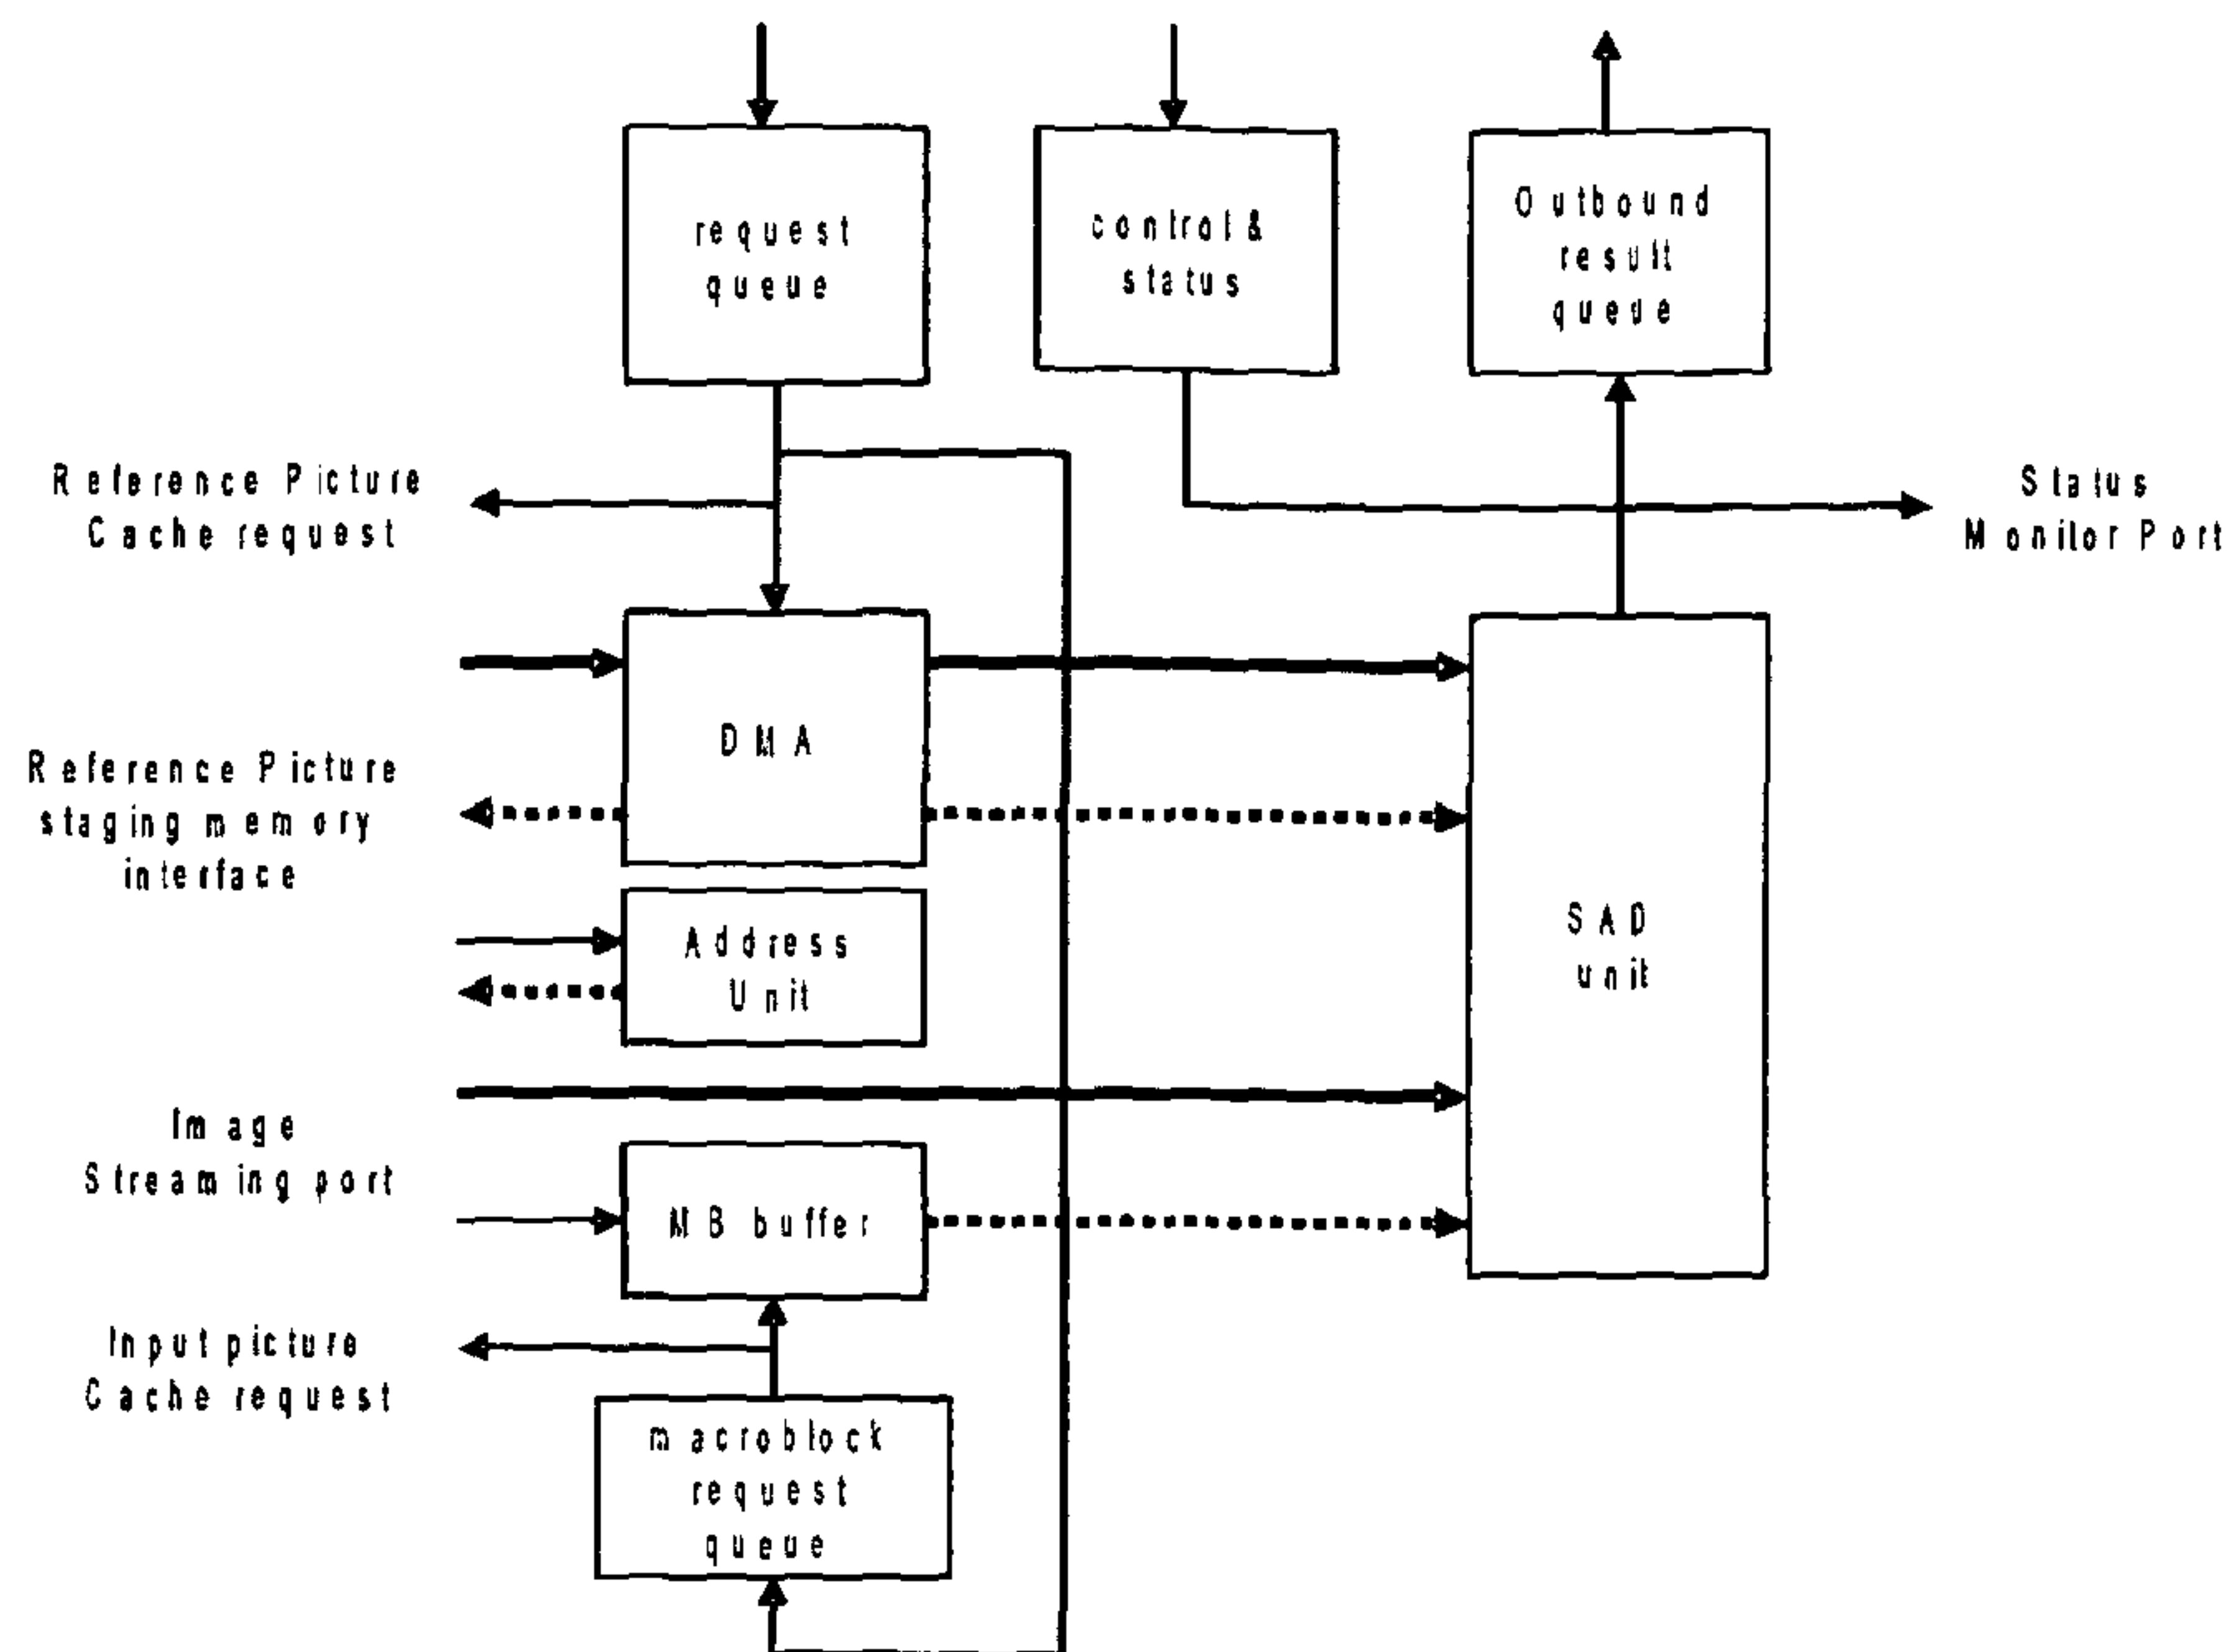 request
queue
control &
status
Outbound
result
queue
Reference Picture
Cache request
Status
Monitor Port
DMA
Reference Picture
staging memory
interface
Address
Unit
SAD
unit
Image
Streaming port
MB buffer
Input picture
Cache request
macroblock
request
queue